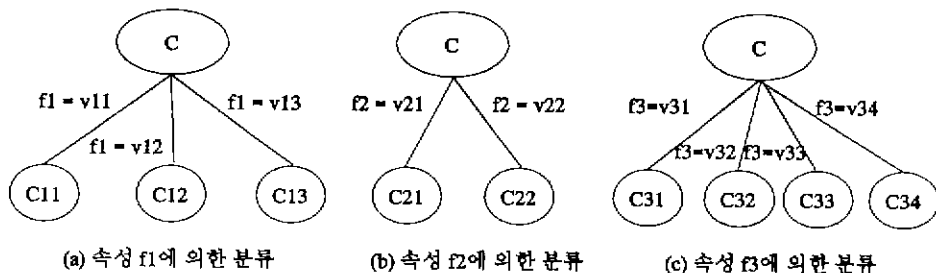 C
f1 = v11
f1 = v13
f1 = v12
C11
C12
C13
(a) 속성 f1에 의한 분류
C
f2 = v21
f2 = v22
C21
C22
(b) 속성 f2에 의한 분류
C
f3=v31
f3=v34
f3=v32
f3=v33
C31
C32
C33
C34
(c) 속성 f3에 의한 분류